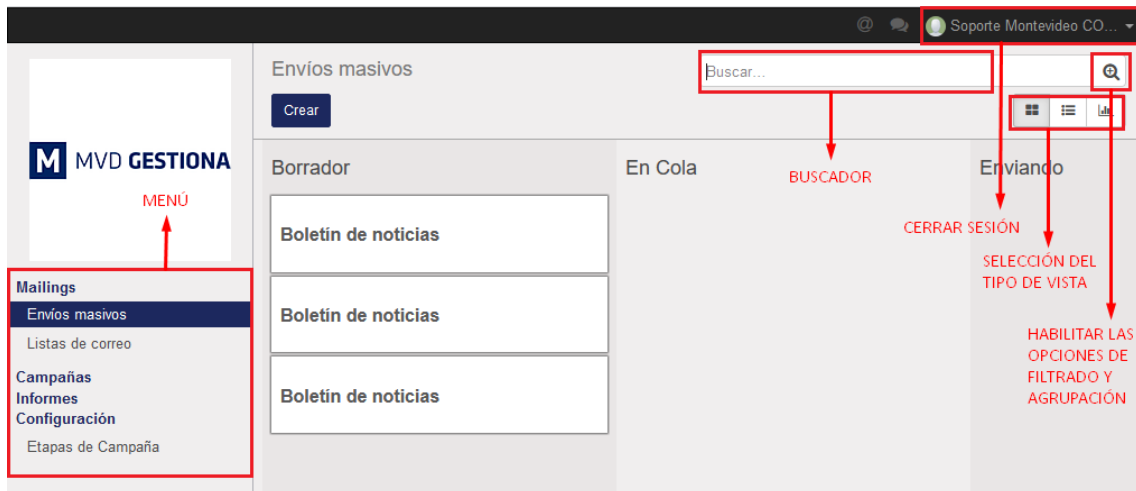 @
Soporte Montevideo CO...
Envíos masivos
Buscar...
Crear
M MVD GESTIONA
Borrador
En Cola
Enviando
BUSCADOR
MENÚ
Boletín de noticias
CERRAR SESIÓN
SELECCIÓN DEL
TIPO DE VISTA
Mailings
Envíos masivos
Boletín de noticias
Listas de correo
HABILITAR LAS
OPCIONES DE
FILTRADO Y
AGRUPACIÓN
Campañas
Informes
Boletín de noticias
Configuración
Etapas de Campaña